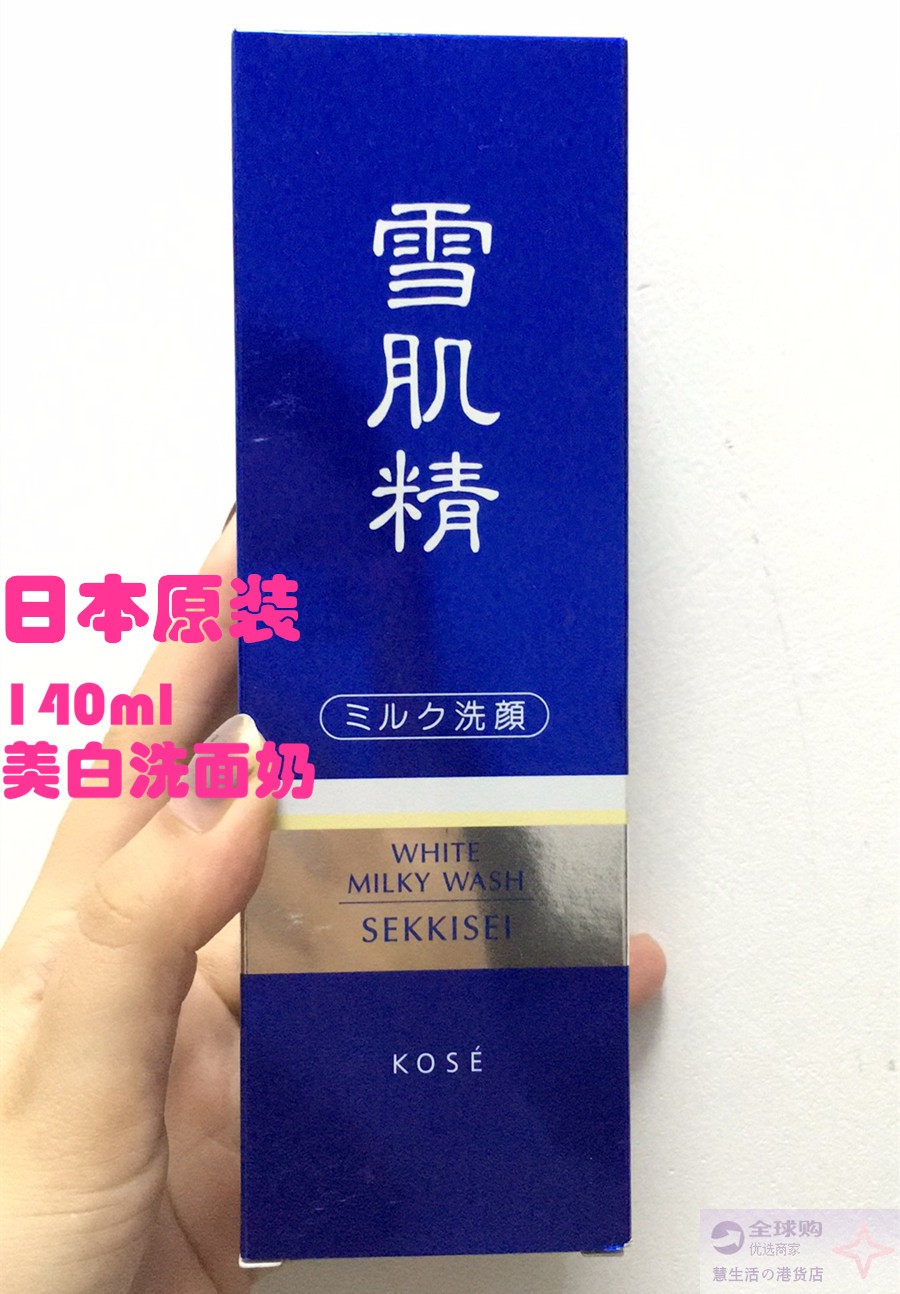 雪肌精
ミルク洗顔
日本原装
140ml
美白洗面奶
WHITE
MILKY WASH
SEKKISEI
KOSÉ
全球购
优选商家
慧生活の港货店